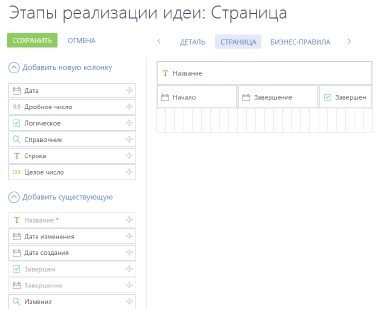 Этапы реализации идеи: Страница
СОХРАНИТЬ ОТМЕНА
ДЕТАЛЬ СТРАНИЦА БИЗНЕС-ПРАВИЛА
Добавить новую колонку
Дата
0.5 Дробное число
Логическое
Справочник
T Строка
123 Целое число
Добавить существующую
T Название *
Дата изменения
Дата создания
Завершен
Завершение
Изменил
T Название
Начало Завершение Завершен